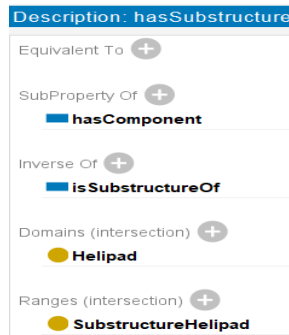 Description: hasSubstructure
Equivalent To
SubProperty Of
hasComponent
Inverse Of
isSubstructureOf
Domains (intersection)
Helipad
Ranges (intersection)
SubstructureHelipad